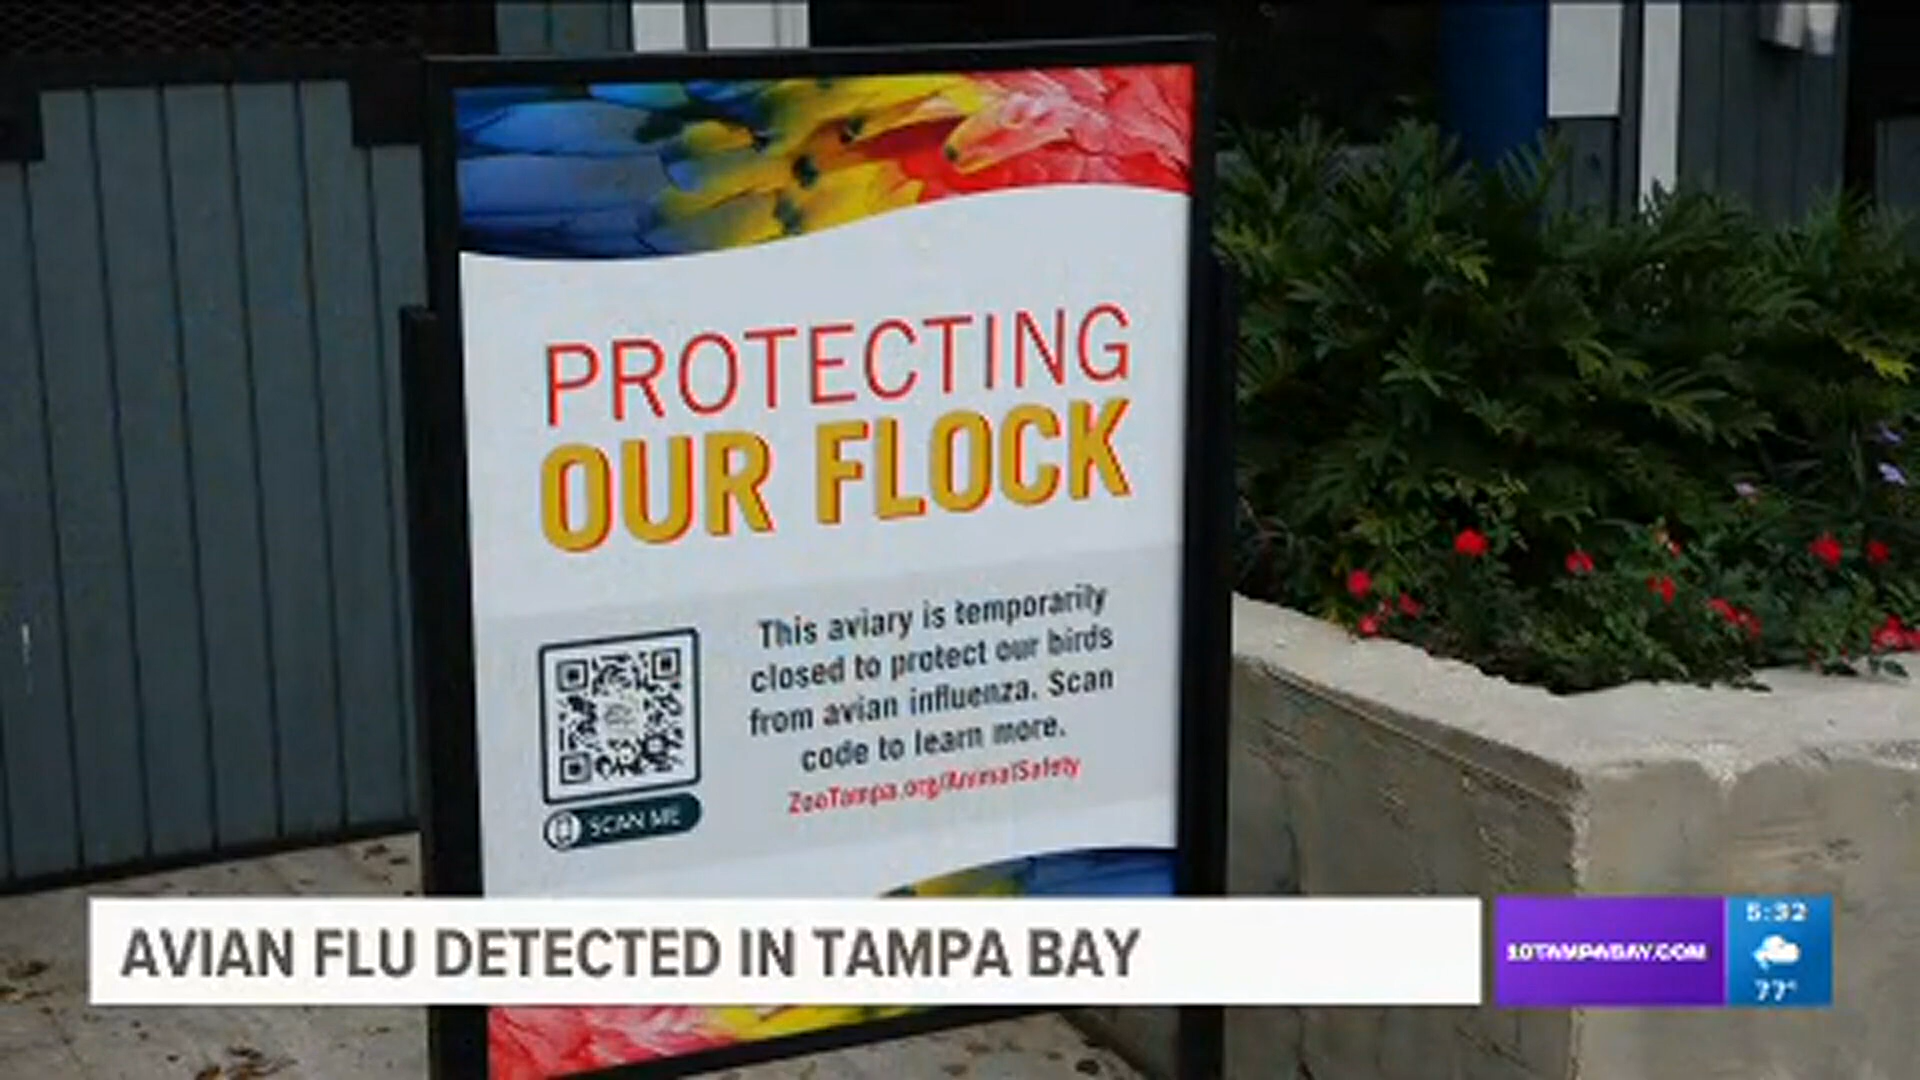 PROTECTING
OUR FLOCK
This aviary is temporarily
closed to protect our birds
from avian influenza. Scan
code to learn more.
ZooTampa.org/AnimalSafety
SCAN ME
AVIAN FLU DETECTED IN TAMPA BAY
10TAMPABAY.COM
5:32
77°